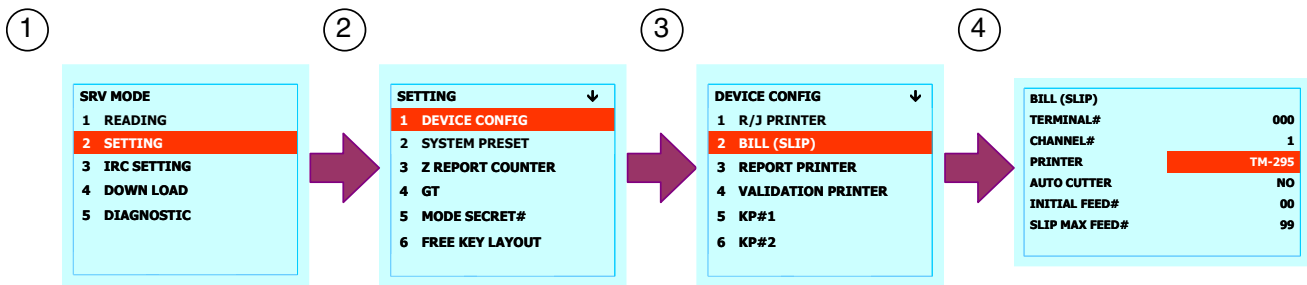 1
SRV MODE
1 READING
2 SETTING
3 IRC SETTING
4 DOWN LOAD
5 DIAGNOSTIC
2
SETTING ↓
1 DEVICE CONFIG
2 SYSTEM PRESET
3 Z REPORT COUNTER
4 GT
5 MODE SECRET#
6 FREE KEY LAYOUT
3
DEVICE CONFIG ↓
1 R/J PRINTER
2 BILL (SLIP)
3 REPORT PRINTER
4 VALIDATION PRINTER
5 KP#1
6 KP#2
4
BILL (SLIP)
TERMINAL# 000
CHANNEL# 1
PRINTER TM-295
AUTO CUTTER NO
INITIAL FEED# 00
SLIP MAX FEED# 99